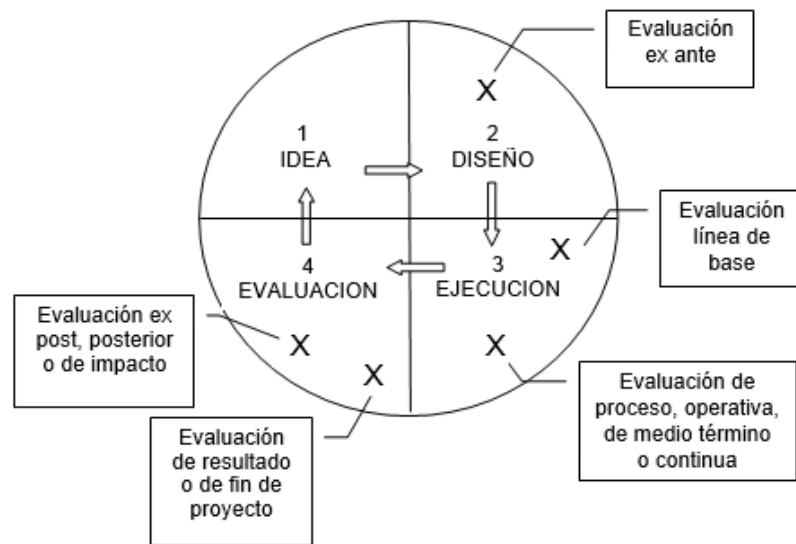 Evaluación
ex ante
X
1
IDEA
2
DISEÑO
Evaluación
línea de
base
X
4
EVALUACION
3
EJECUCION
Evaluación ex
post, posterior
o de impacto
X
X
X
Evaluación de
proceso, operativa,
de medio término
o continua
Evaluación
de resultado
o de fin de
proyecto